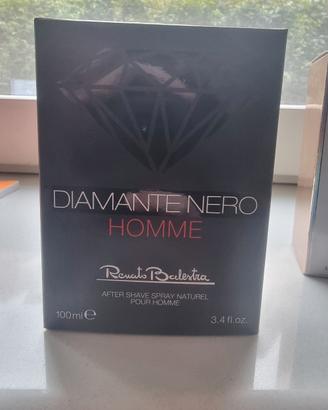 DIAMANTE NERO
HOMME
Renato Balestra
AFTER SHAVE SPRAY NATUREL
POUR HOMME
100ml ℮ 3.4 fl.oz.